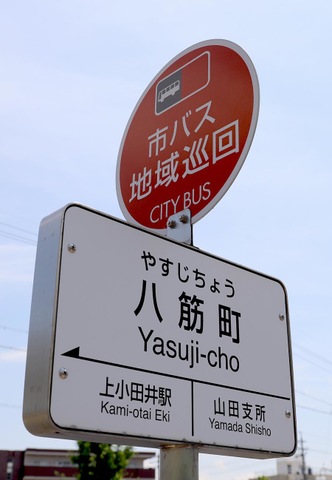 市バス
地域巡回
CITY BUS
やすじちょう
八筋町
Yasuji-cho
上小田井駅
Kami-otai Eki
山田支所
Yamada Shisho